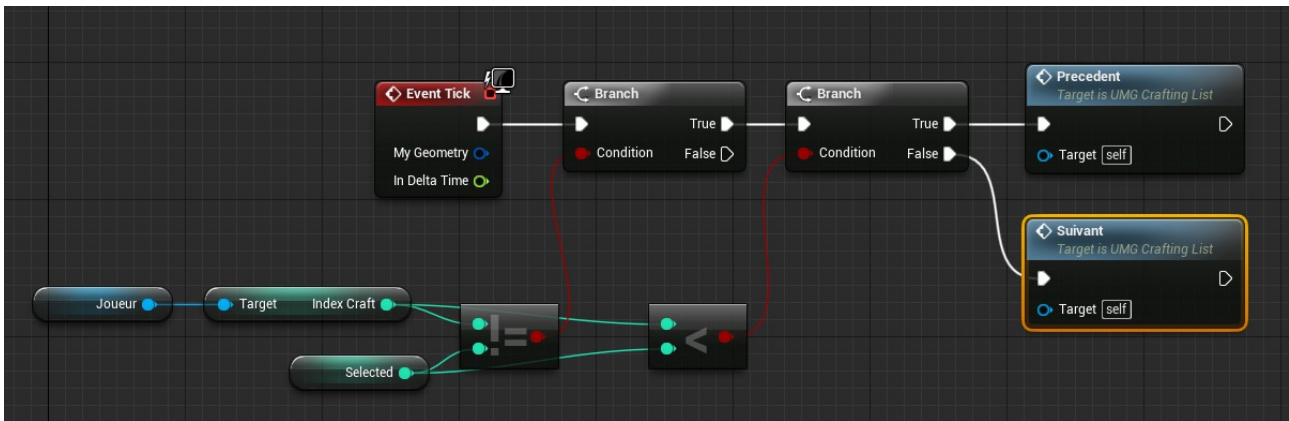 Event Tick
My Geometry
In Delta Time
Branch
True
Condition
False
Branch
True
Condition
False
Precedent
Target is UMG Crafting List
Target self
Suivant
Target is UMG Crafting List
Target self
Joueur
Target
Index Craft
Selected
!=
<